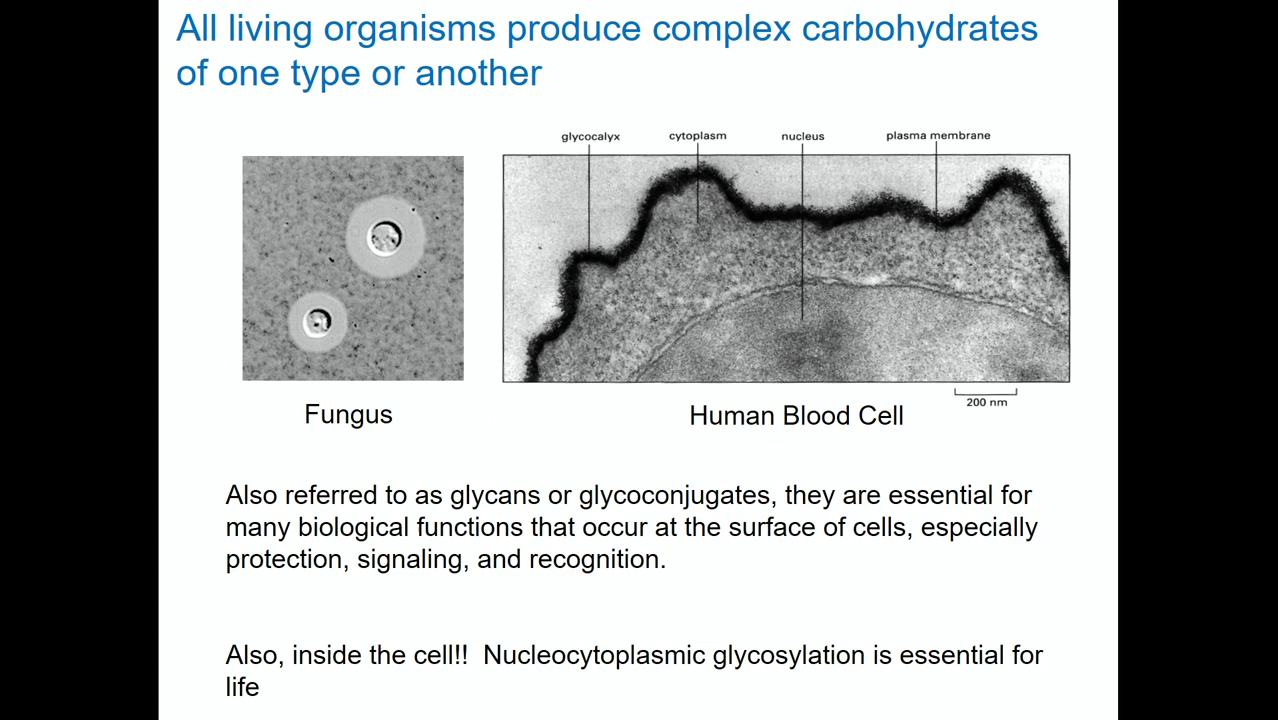 All living organisms produce complex carbohydrates
of one type or another
glycocalyx cytoplasm nucleus plasma membrane
200 nm
Fungus
Human Blood Cell
Also referred to as glycans or glycoconjugates, they are essential for
many biological functions that occur at the surface of cells, especially
protection, signaling, and recognition.
Also, inside the cell!!  Nucleocytoplasmic glycosylation is essential for
life